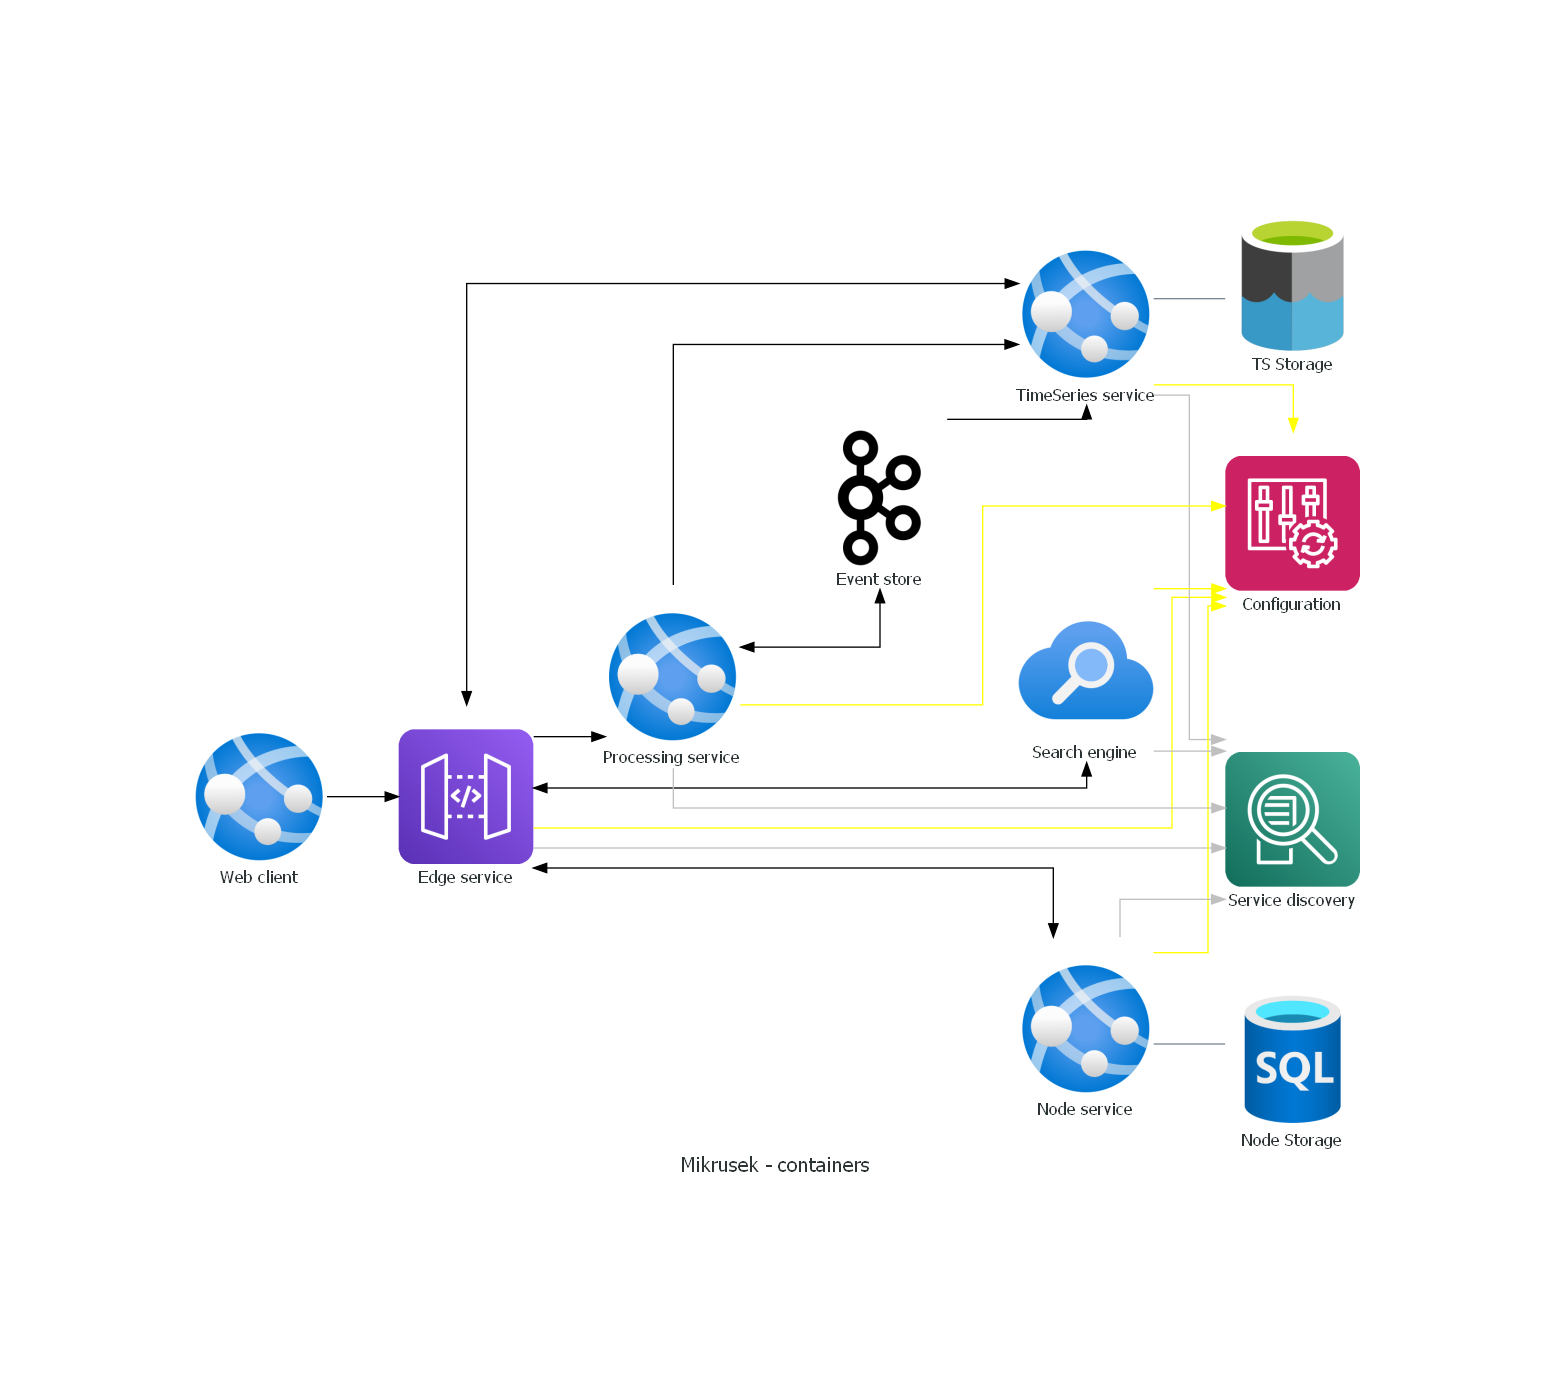 TS Storage
TimeSeries service
Event store
Configuration
Search engine
Processing service
</>
Web client
Edge service
Service discovery
SQL
Node service
Node Storage
Mikrusek - containers